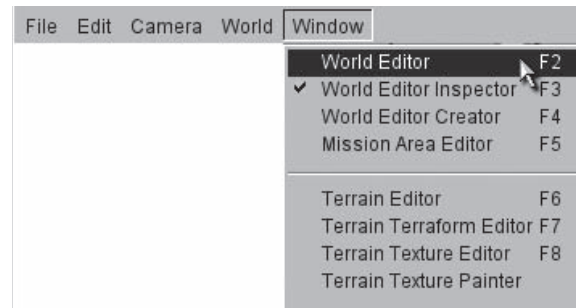 File Edit Camera World Window
World Editor F2
World Editor Inspector F3
World Editor Creator F4
Mission Area Editor F5
Terrain Editor F6
Terrain Terraform Editor F7
Terrain Texture Editor F8
Terrain Texture Painter